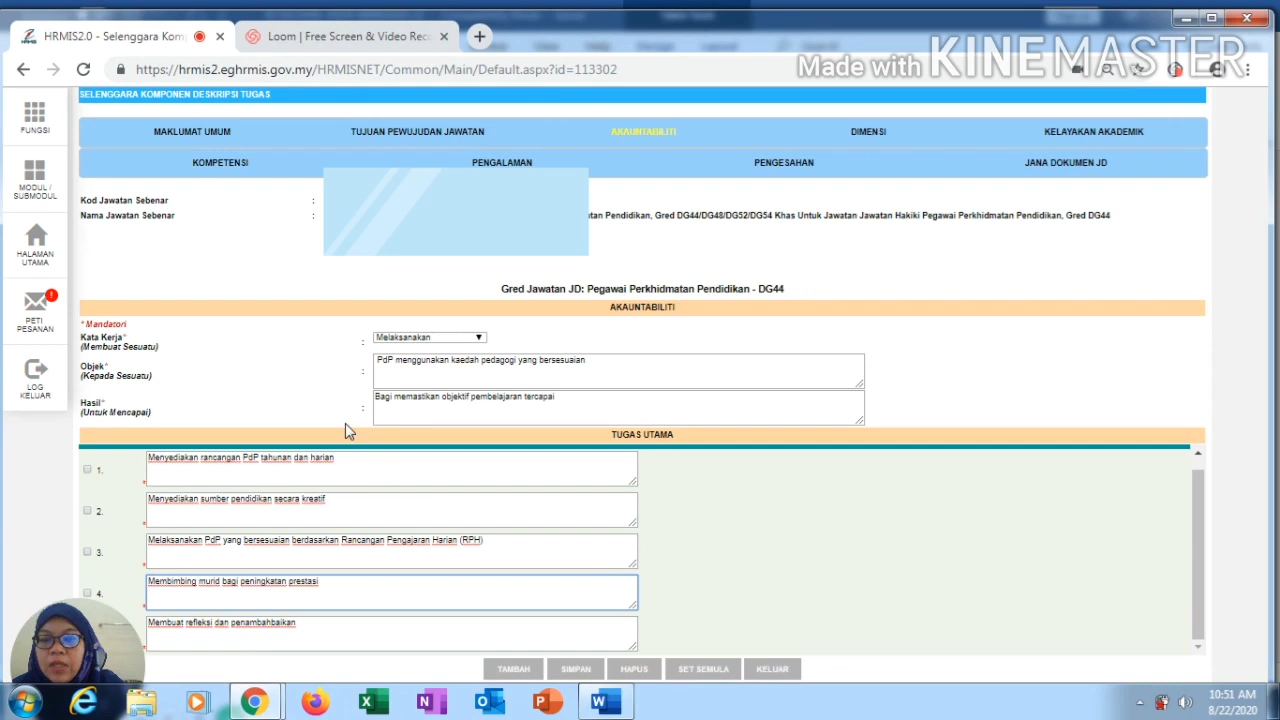 HRMIS2.0 - Selenggara Komp
Loom | Free Screen & Video Rec
Made with KINEMASTER
https://hrmis2.eghrmis.gov.my/HRMISNET/Common/Main/Default.aspx?id=113302
SELENGGARA KOMPONEN DESKRIPSI TUGAS
FUNGSI
MODUL /
SUBMODUL
HALAMAN
UTAMA
PETI
PESANAN
LOG
KELUAR
MAKLUMAT UMUM TUJUAN PEWUJUDAN JAWATAN AKAUNTABILITI DIMENSI KELAYAKAN AKADEMIK
KOMPETENSI PENGALAMAN PENGESAHAN JANA DOKUMEN JD
Kod Jawatan Sebenar :
Nama Jawatan Sebenar : tan Pendidikan, Gred DG44/DG48/DG52/DG54 Khas Untuk Jawatan Jawatan Hakiki Pegawai Perkhidmatan Pendidikan, Gred DG44
Gred Jawatan JD: Pegawai Perkhidmatan Pendidikan - DG44
AKAUNTABILITI
* Mandatori
Kata Kerja* : Melaksanakan
(Membuat Sesuatu)
Objek* : PdP menggunakan kaedah pedagogi yang bersesuaian
(Kepada Sesuatu)
Hasil* : Bagi memastikan objektif pembelajaran tercapai
(Untuk Mencapai)
TUGAS UTAMA
1. * Menyediakan rancangan PdP tahunan dan harian
2. * Menyediakan sumber pendidikan secara kreatif
3. * Melaksanakan PdP yang bersesuaian berdasarkan Rancangan Pengajaran Harian (RPH)
4. * Membimbing murid bagi peningkatan prestasi
* Membuat refleksi dan penambahbaikan
TAMBAH SIMPAN HAPUS SET SEMULA KELUAR
10:51 AM
8/22/2020